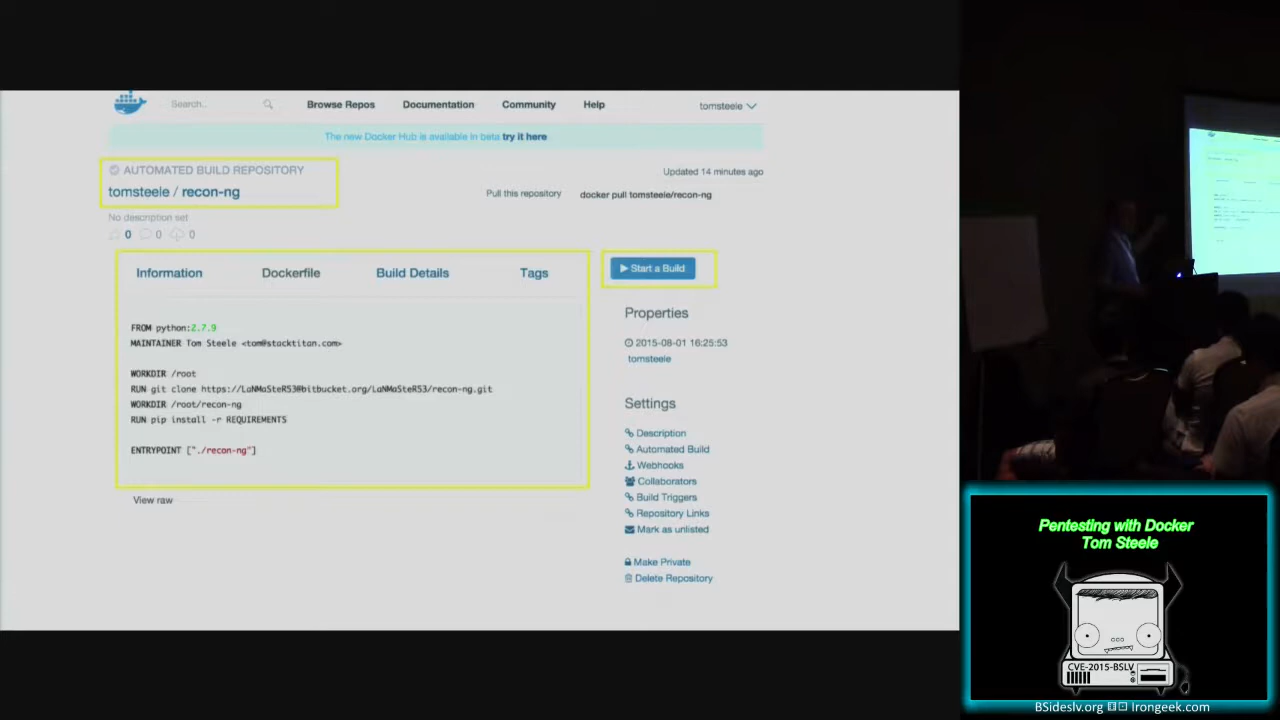 Search..
Browse Repos
Documentation
Community
Help
tomsteele
The new Docker Hub is available in beta try it here
AUTOMATED BUILD REPOSITORY
Updated 14 minutes ago
tomsteele / recon-ng
Pull this repository
docker pull tomsteele/recon-ng
No description set
0 0 0
Information
Dockerfile
Build Details
Tags
Start a Build
FROM python:2.7.9
MAINTAINER Tom Steele <tom@stacktitan.com>
WORKDIR /root
RUN git clone https://LaNMaSteR53@bitbucket.org/LaNMaSteR53/recon-ng.git
WORKDIR /root/recon-ng
RUN pip install -r REQUIREMENTS
ENTRYPOINT ["./recon-ng"]
View raw
Properties
2015-08-01 16:25:53
tomsteele
Settings
Description
Automated Build
Webhooks
Collaborators
Build Triggers
Repository Links
Mark as unlisted
Make Private
Delete Repository
Pentesting with Docker
Tom Steele
CVE-2015-BSLV
BSideslv.org
Irongeek.com